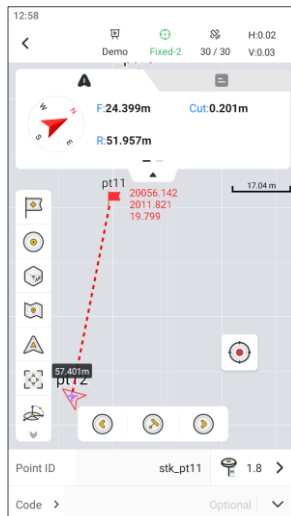 12:58
H:0.02
Demo Fixed-2 30 / 30 V:0.03
N
W
S
E
F:24.399m Cut:0.201m
R:51.957m
pt11
20056.142
2011.821
19.799
17.04 m
57.401m
pt12
Point ID stk_pt11 1.8
Code Optional